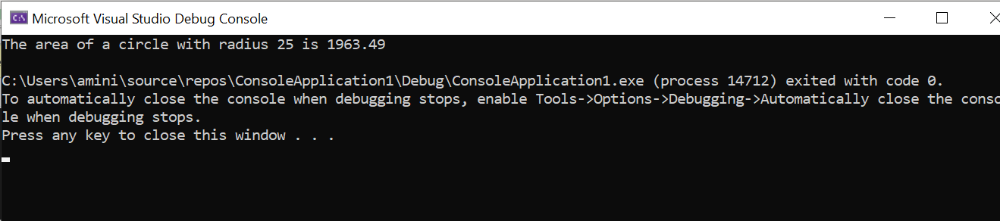 C:\ Microsoft Visual Studio Debug Console
The area of a circle with radius 25 is 1963.49
C:\Users\amini\source\repos\ConsoleApplication1\Debug\ConsoleApplication1.exe (process 14712) exited with code 0.
To automatically close the console when debugging stops, enable Tools->Options->Debugging->Automatically close the conso
le when debugging stops.
Press any key to close this window . . .